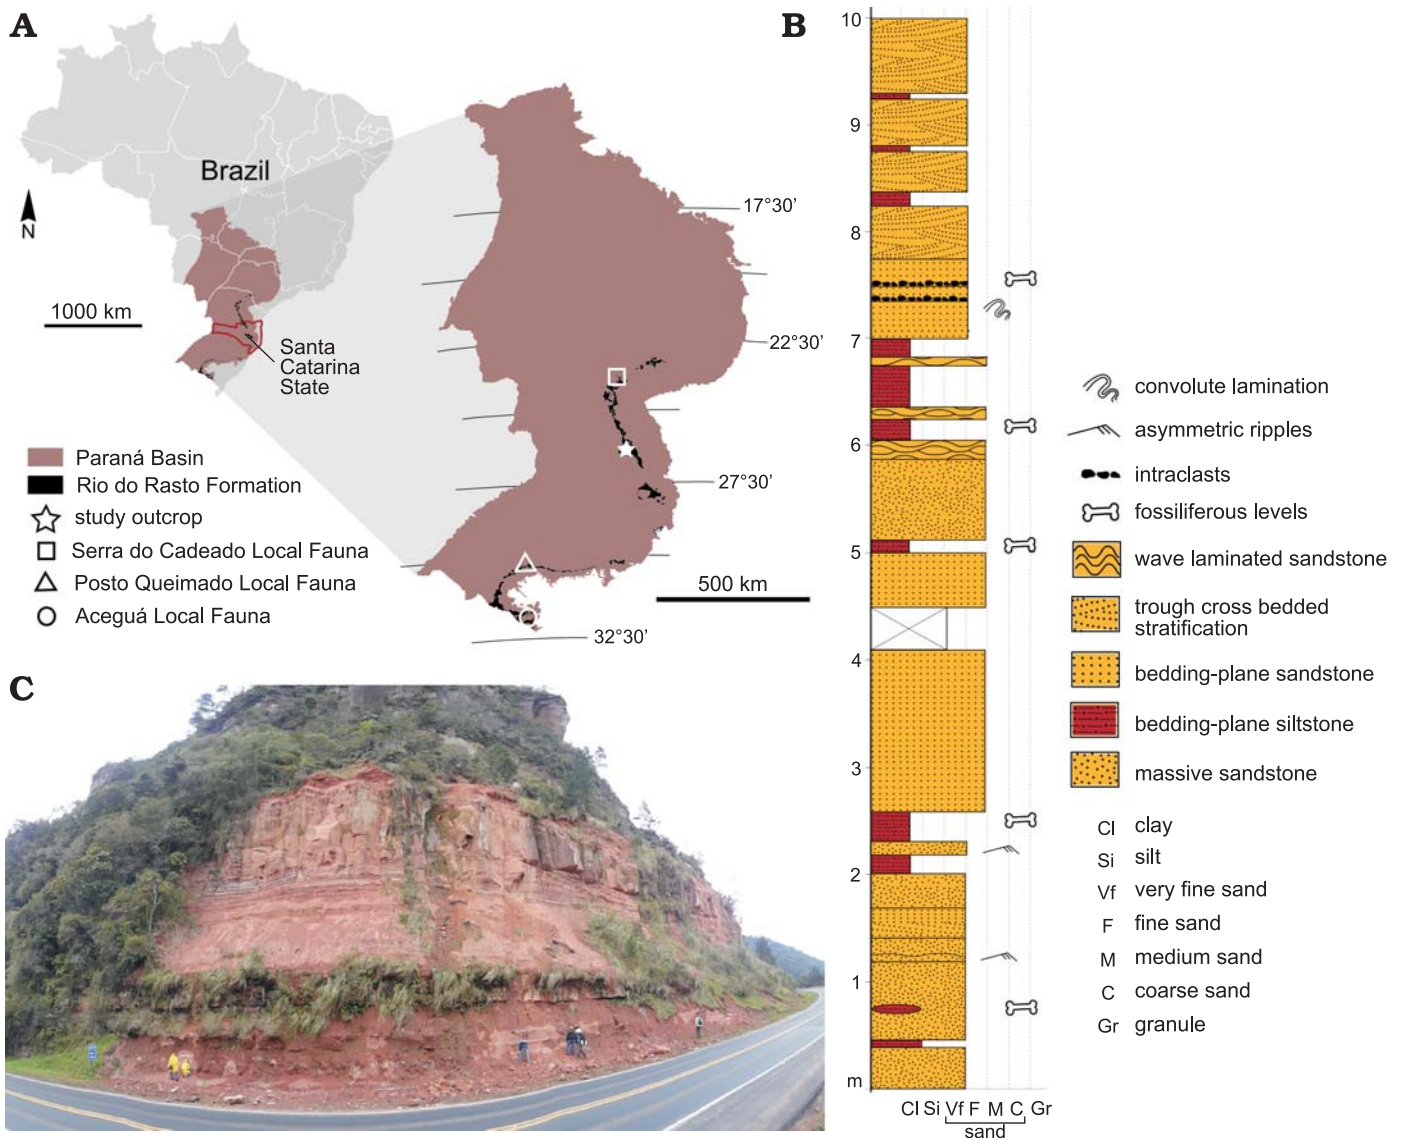 A
Brazil
N
1000 km
Santa
Catarina
State
17°30’
22°30’
27°30’
32°30’
500 km
Paraná Basin
Rio do Rasto Formation
study outcrop
Serra do Cadeado Local Fauna
Posto Queimado Local Fauna
Aceguá Local Fauna
B
10
9
8
7
6
5
4
3
2
1
m
Cl Si Vf F M C Gr
sand
convolute lamination
asymmetric ripples
intraclasts
fossiliferous levels
wave laminated sandstone
trough cross bedded
stratification
bedding-plane sandstone
bedding-plane siltstone
massive sandstone
Cl clay
Si silt
Vf very fine sand
F fine sand
M medium sand
C coarse sand
Gr granule
C